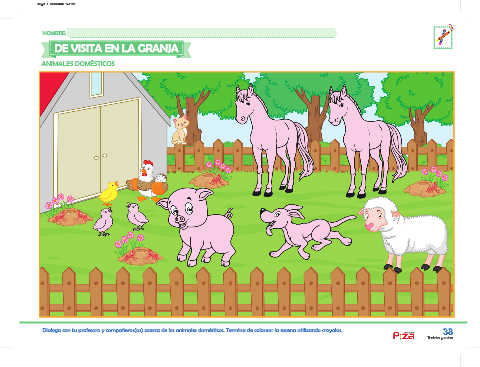 NOMBRE:
DE VISITA EN LA GRANJA
ANIMALES DOMÉSTICOS
Dialoga con tu profesora y compañeros(as) acerca de los animales domésticos. Termina de colorear la escena utilizando crayolas.
38